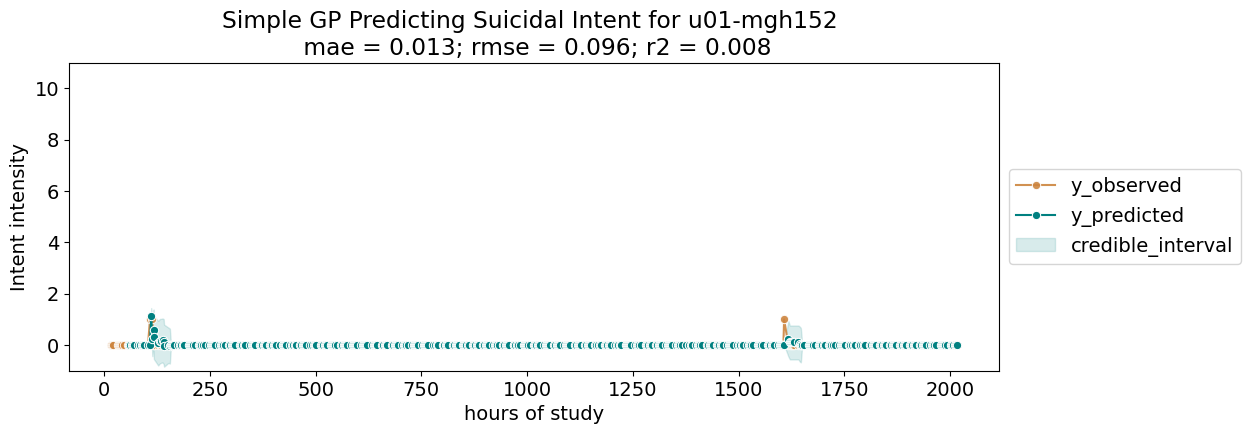 Simple GP Predicting Suicidal Intent for u01-mgh152
mae = 0.013; rmse = 0.096; r2 = 0.008
Intent intensity
10
8
6
4
2
0
0 250 500 750 1000 1250 1500 1750 2000
hours of study
y_observed
y_predicted
credible_interval